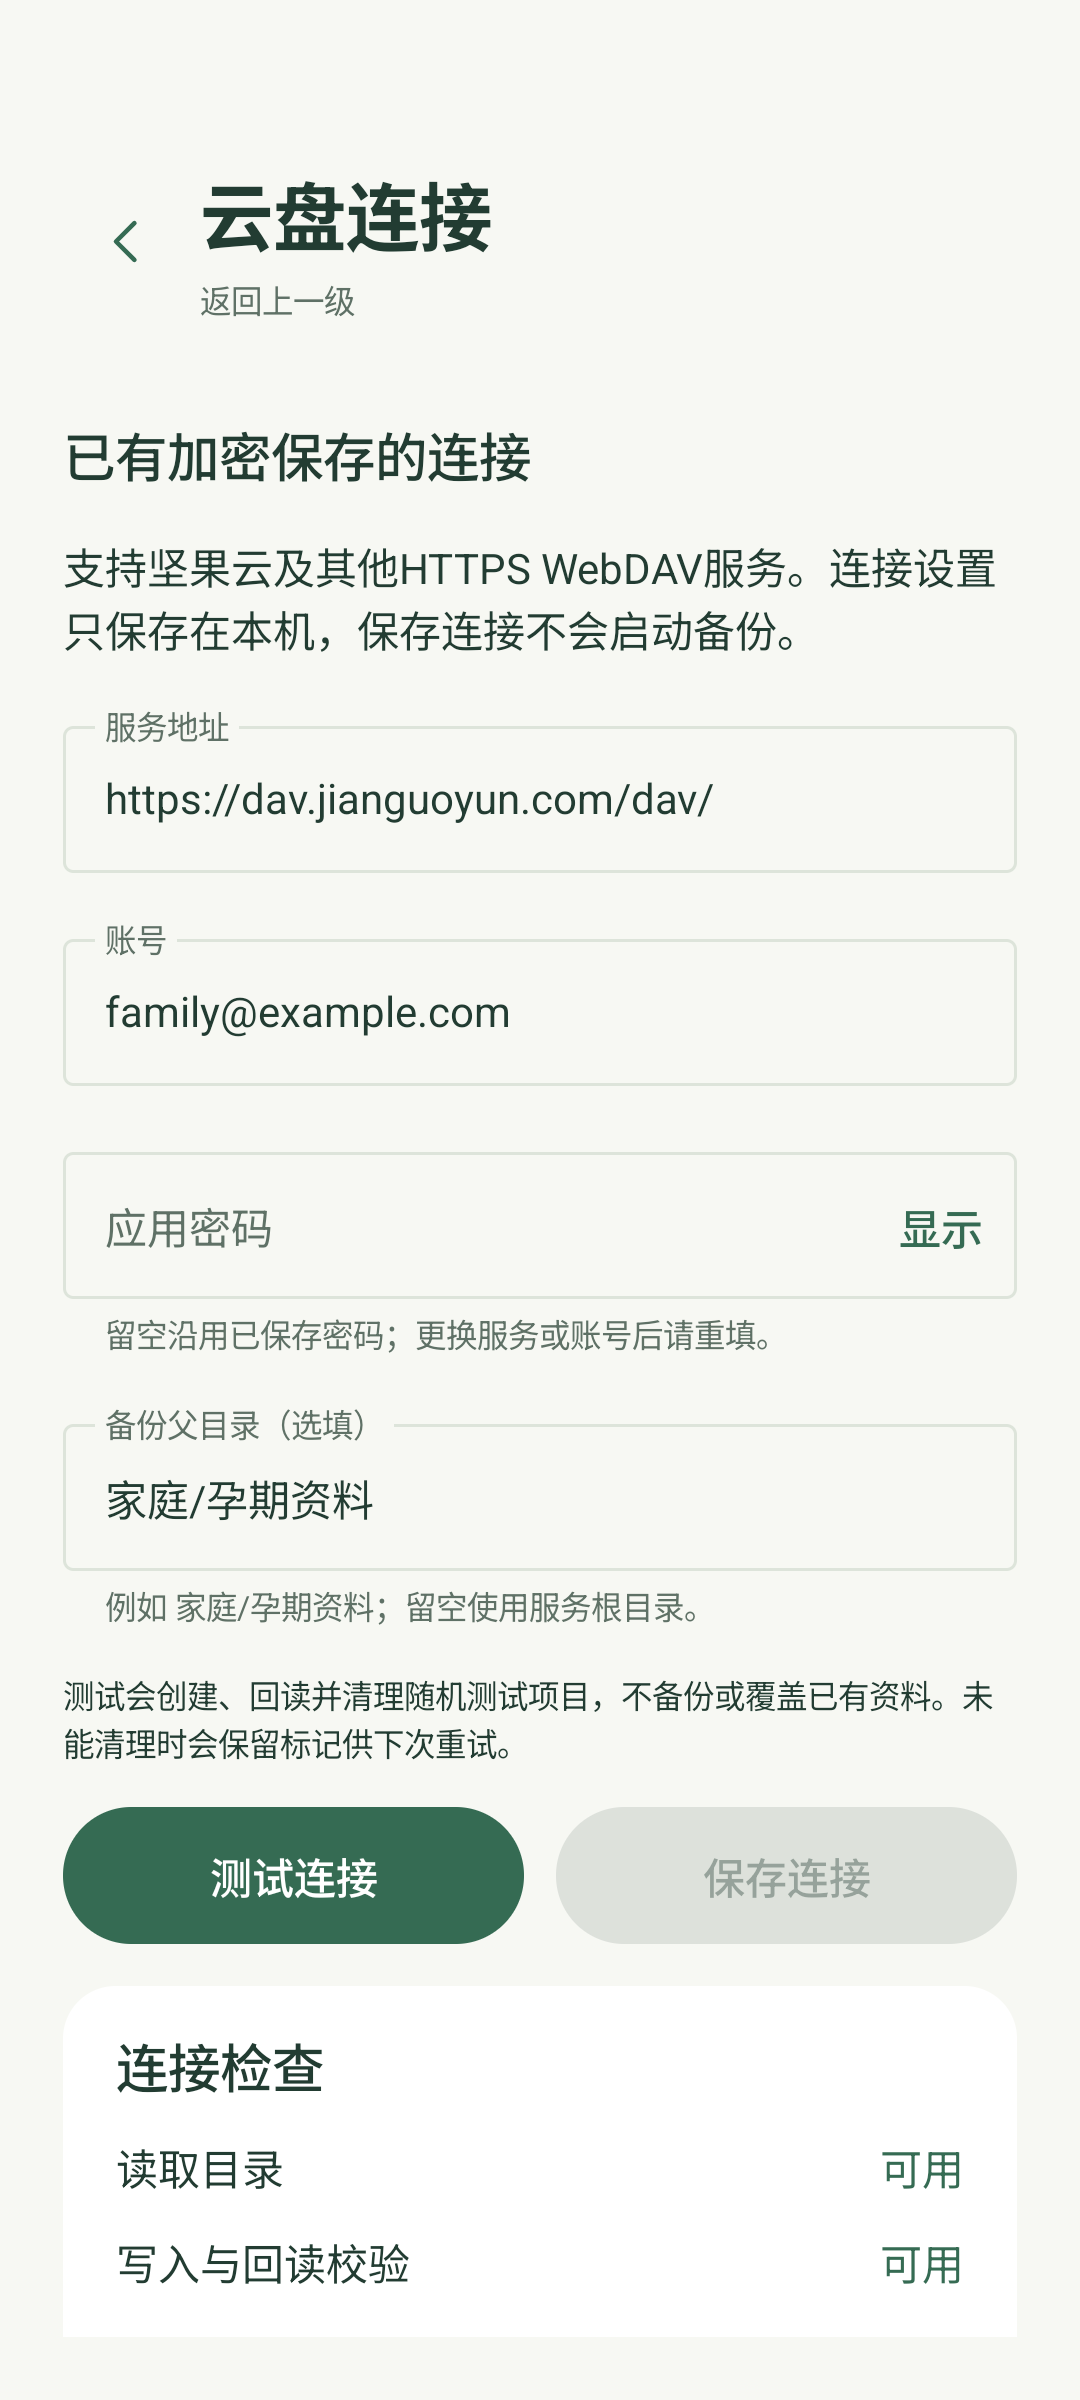 云盘连接
返回上一级
已有加密保存的连接
支持坚果云及其他HTTPS WebDAV服务。连接设置
只保存在本机，保存连接不会启动备份。
服务地址
https://dav.jianguoyun.com/dav/
账号
family@example.com
应用密码
显示
留空沿用已保存密码；更换服务或账号后请重填。
备份父目录（选填）
家庭/孕期资料
例如 家庭/孕期资料；留空使用服务根目录。
测试会创建、回读并清理随机测试项目，不备份或覆盖已有资料。未
能清理时会保留标记供下次重试。
测试连接
保存连接
连接检查
读取目录
可用
写入与回读校验
可用